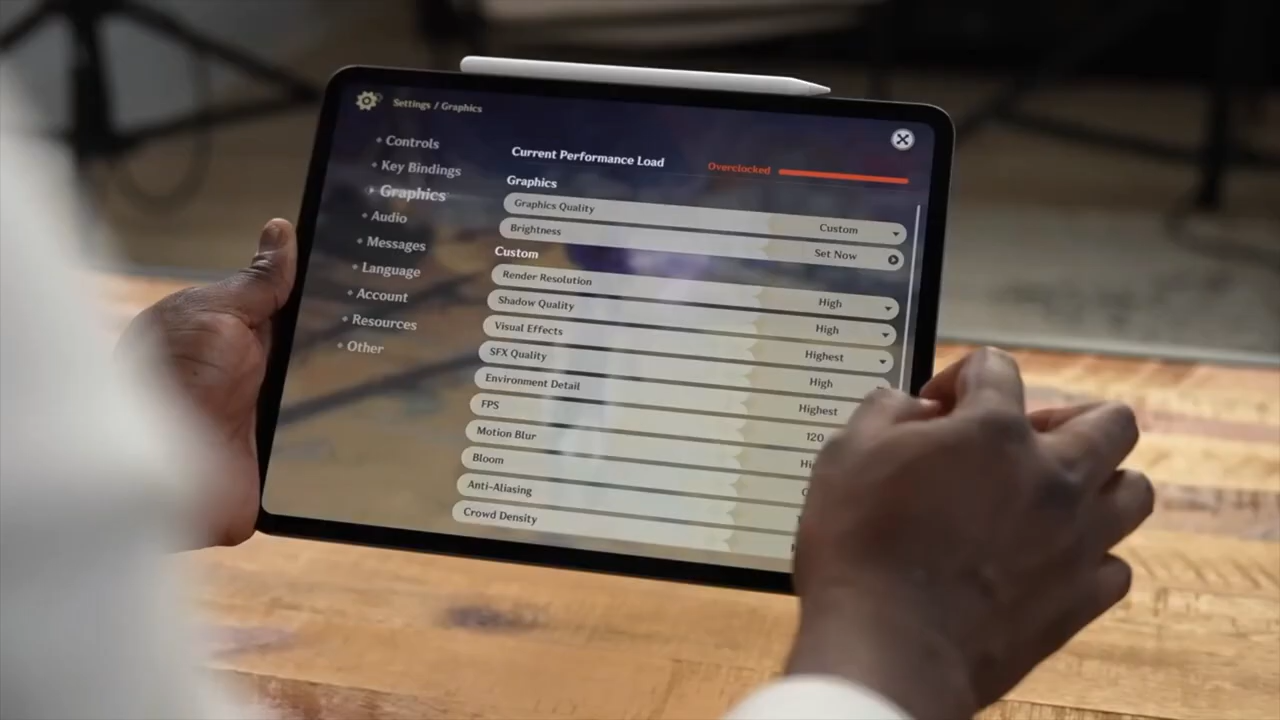 Settings / Graphics
Controls
Key Bindings
Graphics
Audio
Messages
Language
Account
Resources
Other
Current Performance Load Overclocked
Graphics
Graphics Quality Custom
Brightness Set Now
Custom
Render Resolution High
Shadow Quality High
Visual Effects Highest
SFX Quality High
Environment Detail Highest
FPS 120
Motion Blur
Bloom
Anti-Aliasing
Crowd Density